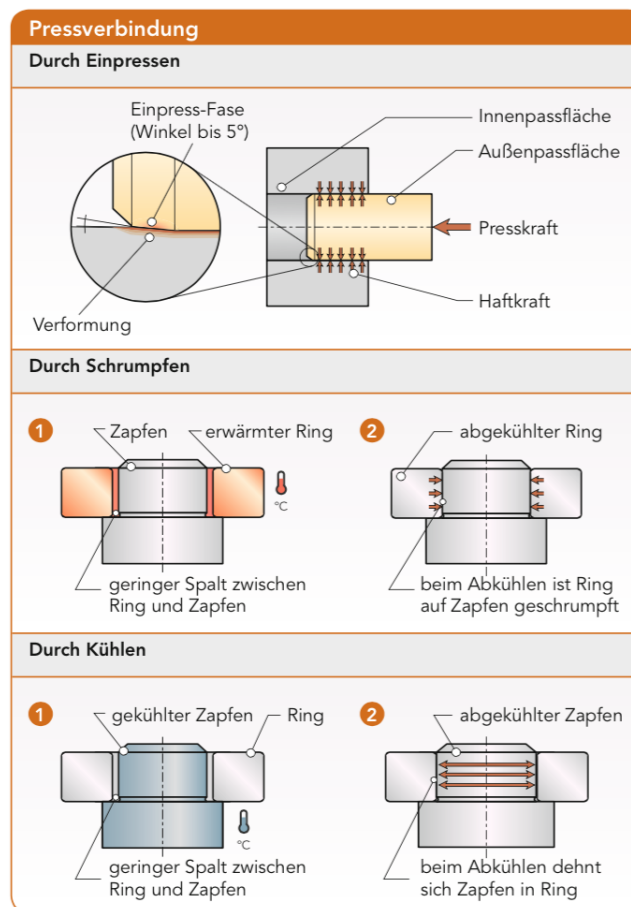 Pressverbindung
Durch Einpressen
Einpress-Fase
(Winkel bis 5°)
Innenpassfläche
Außenpassfläche
Presskraft
Haftkraft
Verformung
Durch Schrumpfen
1
Zapfen
erwärmter Ring
°C
geringer Spalt zwischen
Ring und Zapfen
2
abgekühlter Ring
beim Abkühlen ist Ring
auf Zapfen geschrumpft
Durch Kühlen
1
gekühlter Zapfen
Ring
°C
geringer Spalt zwischen
Ring und Zapfen
2
abgekühlter Zapfen
beim Abkühlen dehnt
sich Zapfen in Ring